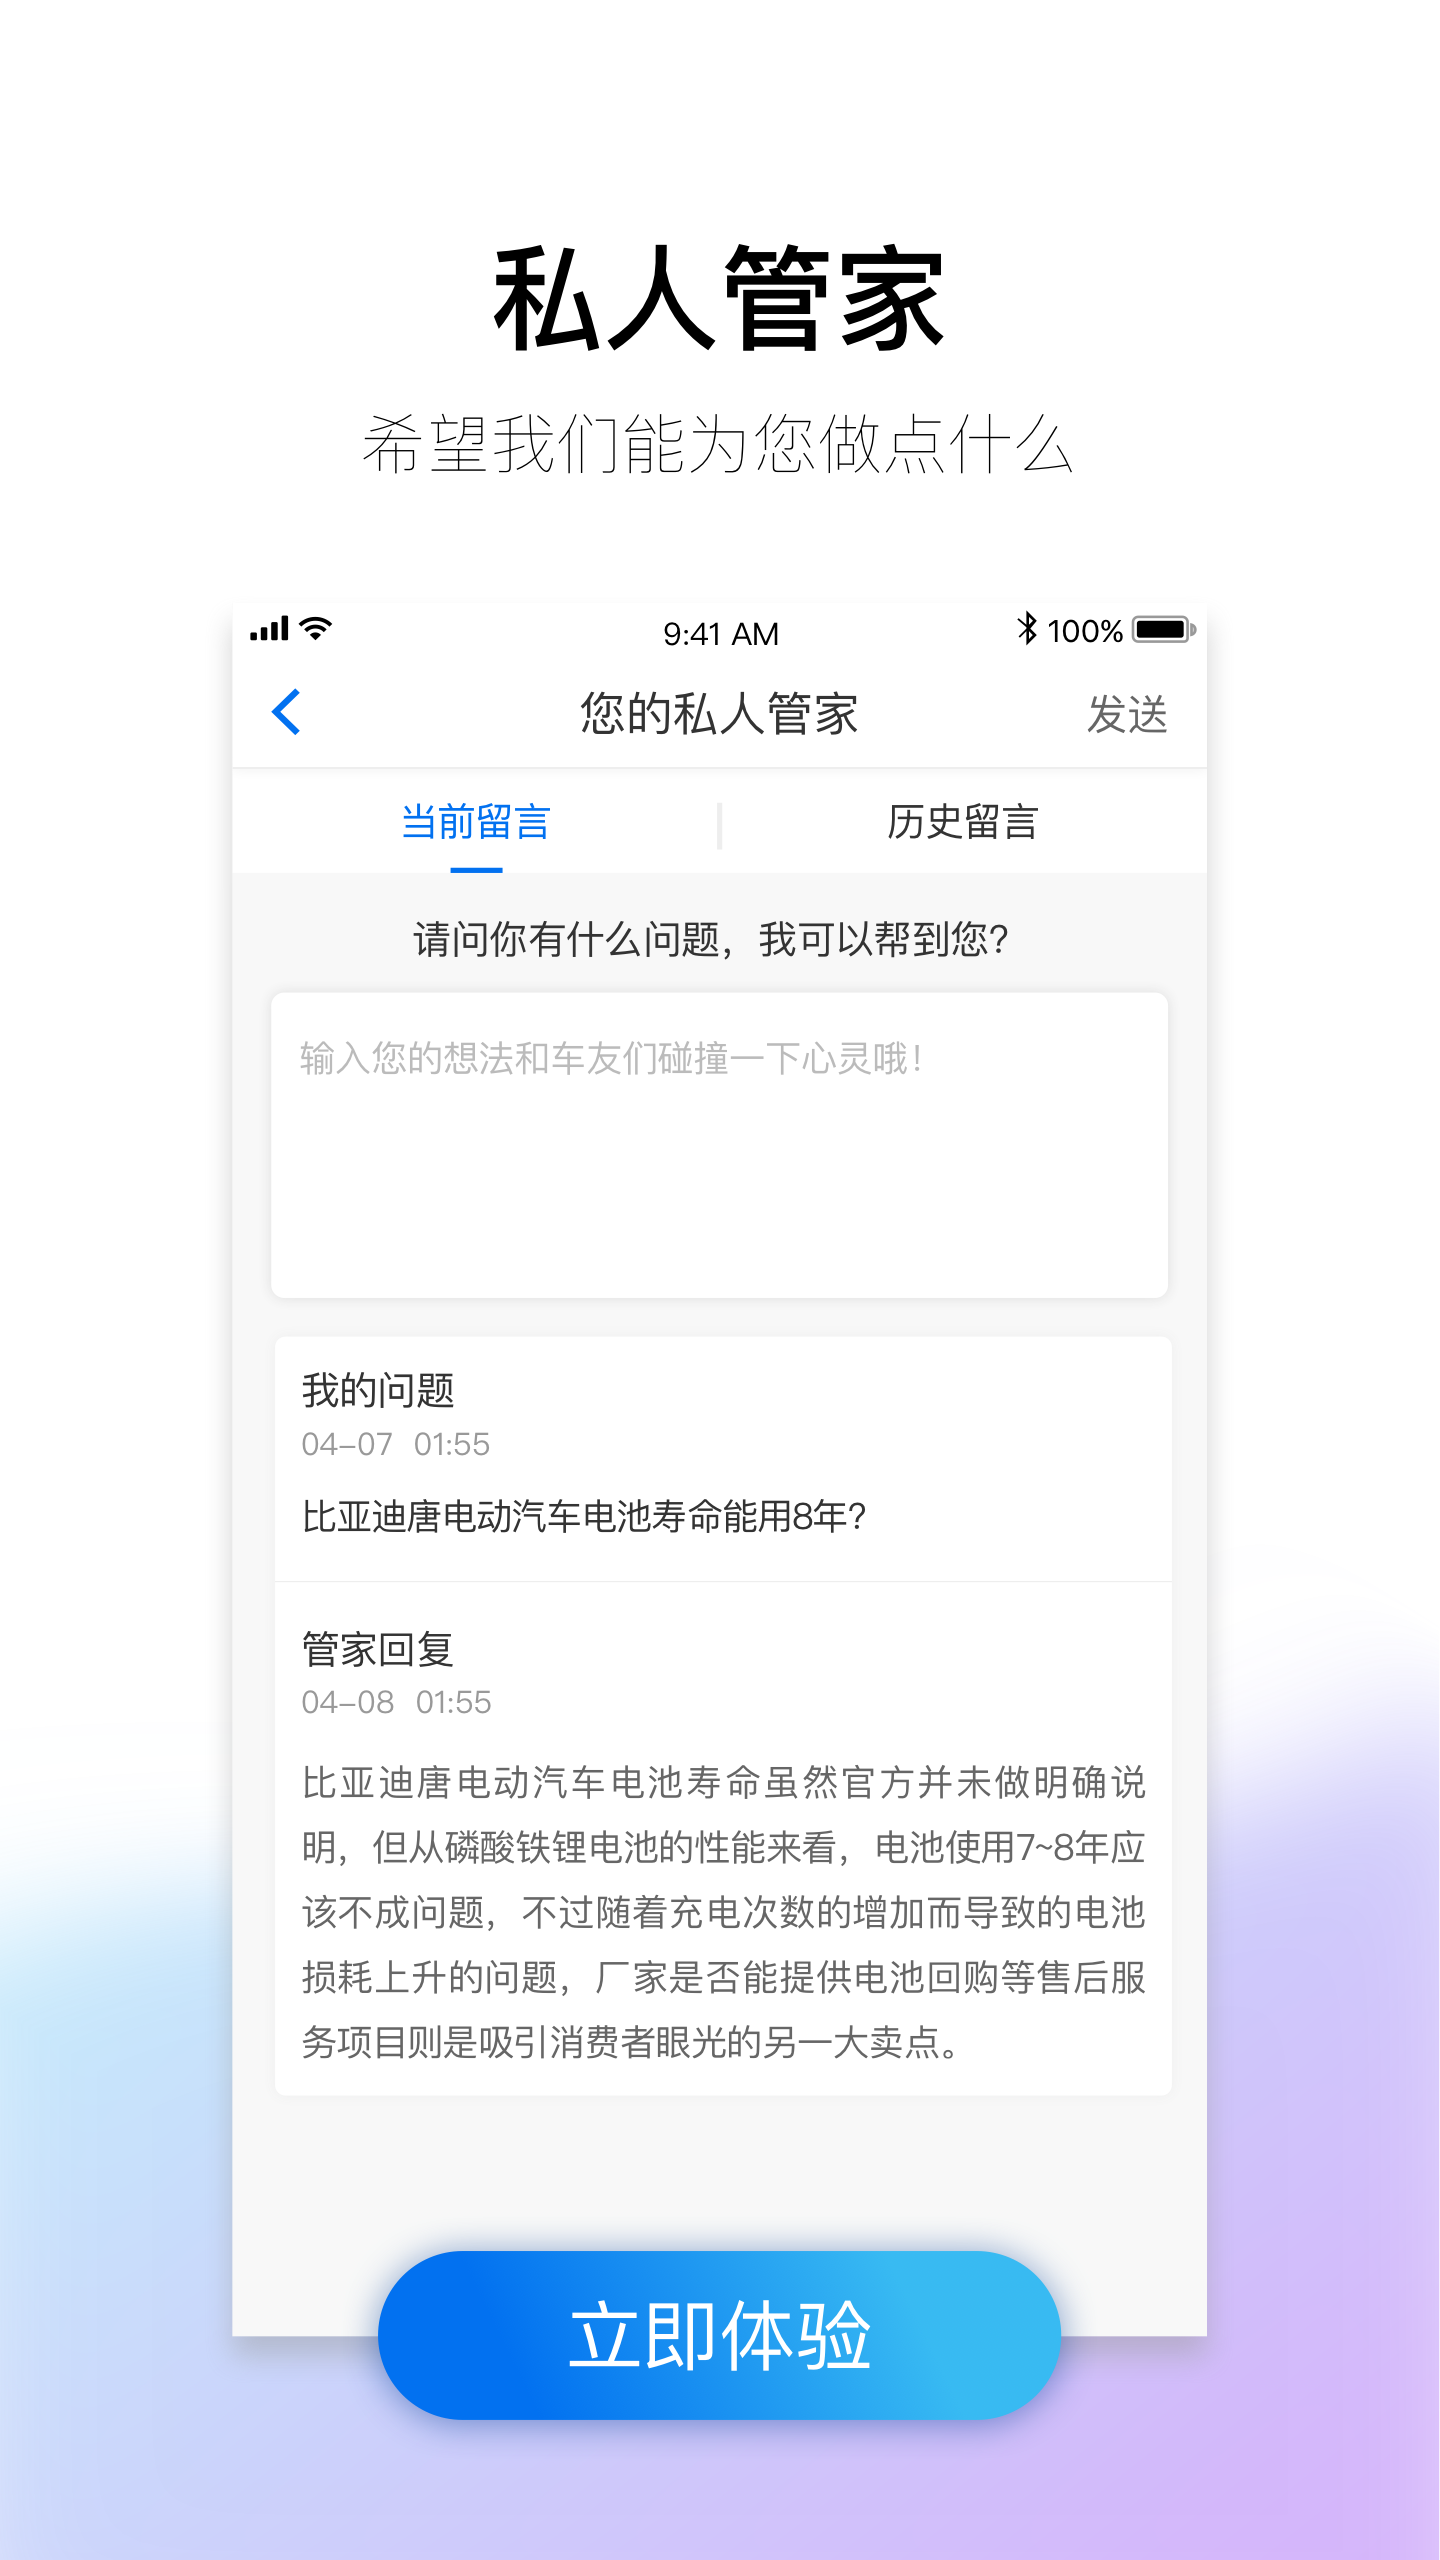 私人管家
希望我们能为您做点什么
9:41 AM
100%
您的私人管家
发送
当前留言
历史留言
请问你有什么问题，我可以帮到您？
输入您的想法和车友们碰撞一下心灵哦！
我的问题
04-07 01:55
比亚迪唐电动汽车电池寿命能用8年？
管家回复
04-08 01:55
比亚迪唐电动汽车电池寿命虽然官方并未做明确说
明，但从磷酸铁锂电池的性能来看，电池使用7~8年应
该不成问题，不过随着充电次数的增加而导致的电池
损耗上升的问题，厂家是否能提供电池回购等售后服
务项目则是吸引消费者眼光的另一大卖点。
立即体验